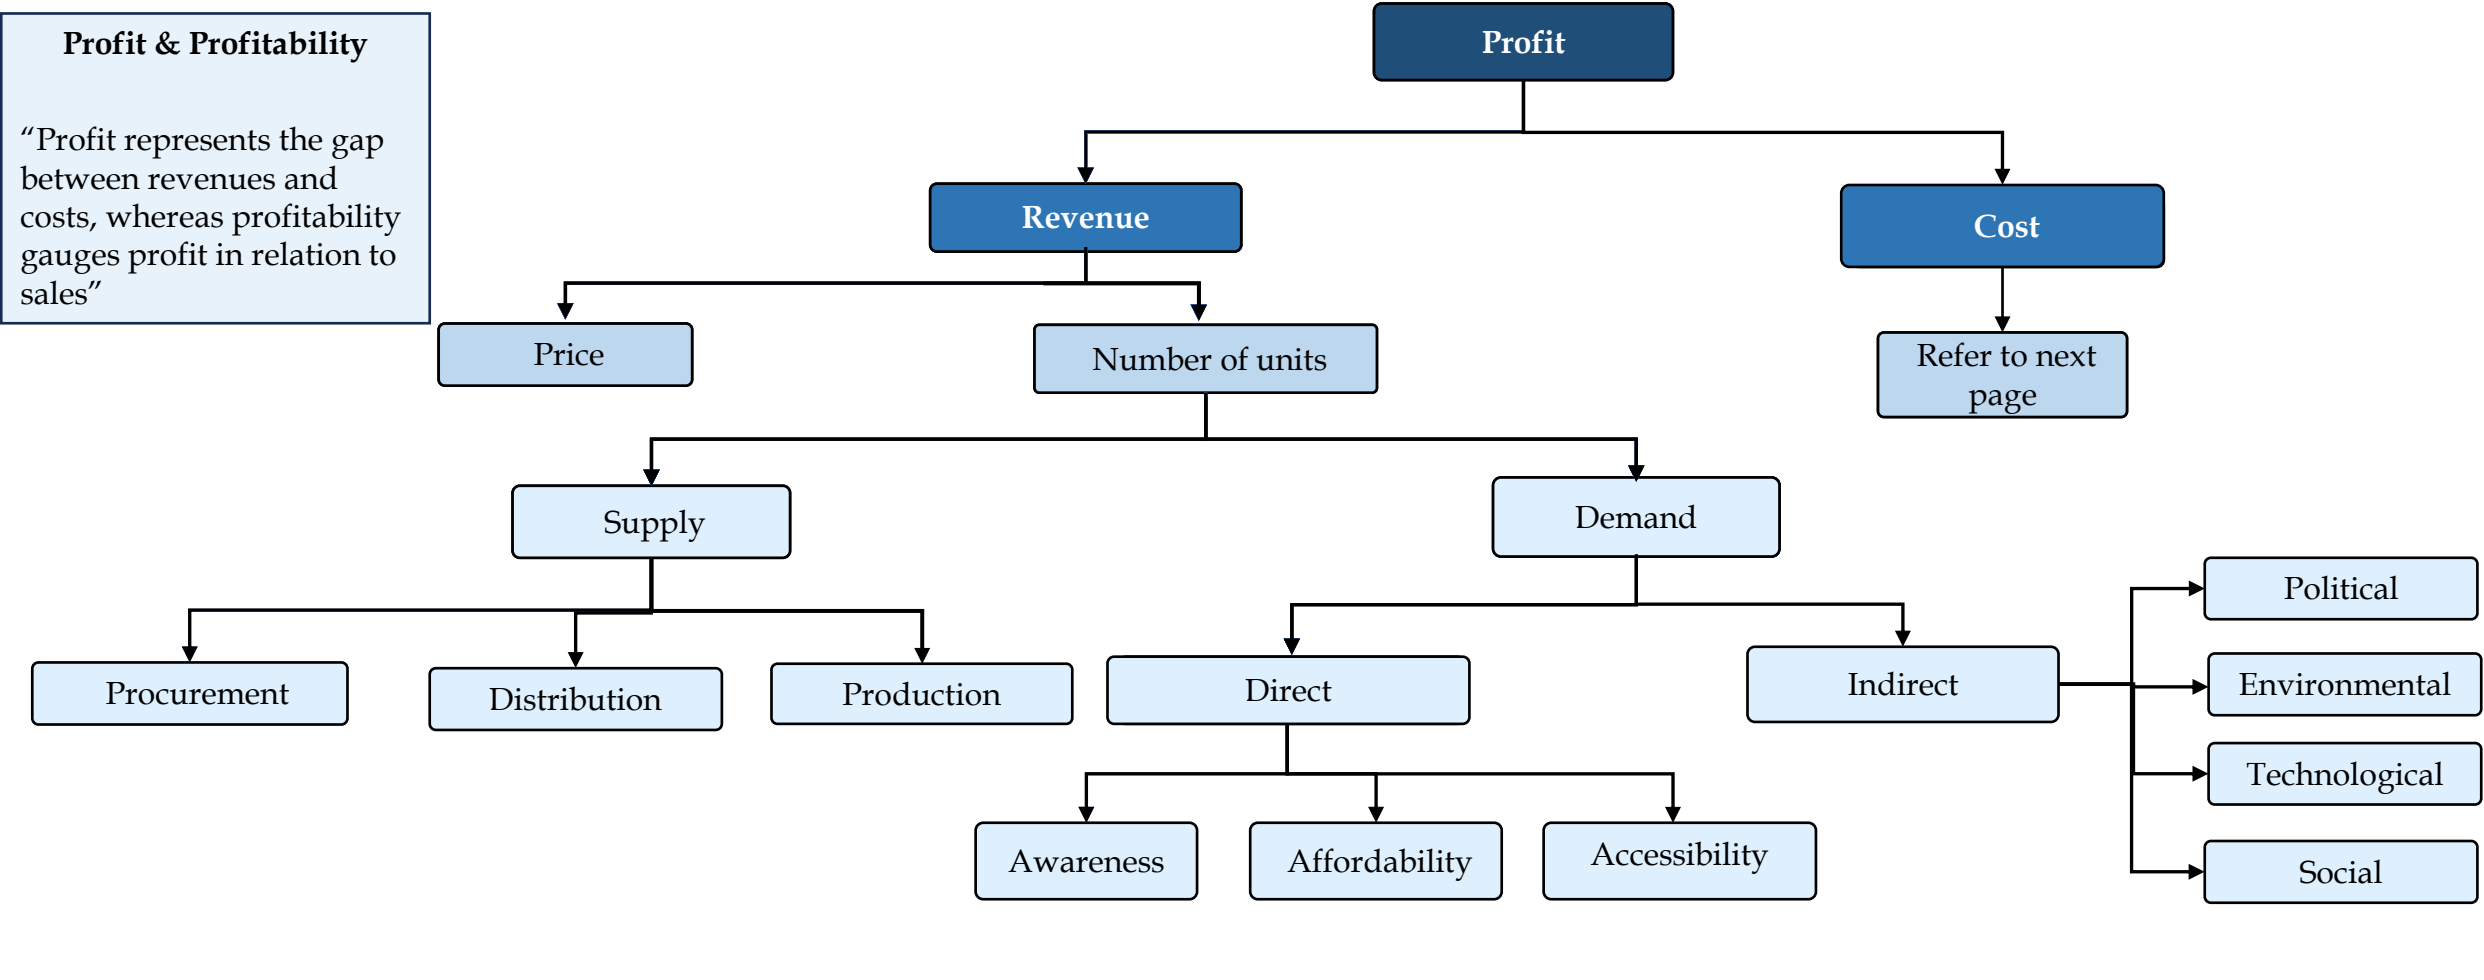 Profit & Profitability
“Profit represents the gap
between revenues and
costs, whereas profitability
gauges profit in relation to
sales”
Profit
Revenue
Cost
Price
Number of units
Refer to next
page
Supply
Demand
Procurement
Distribution
Production
Direct
Indirect
Political
Environmental
Technological
Social
Awareness
Affordability
Accessibility